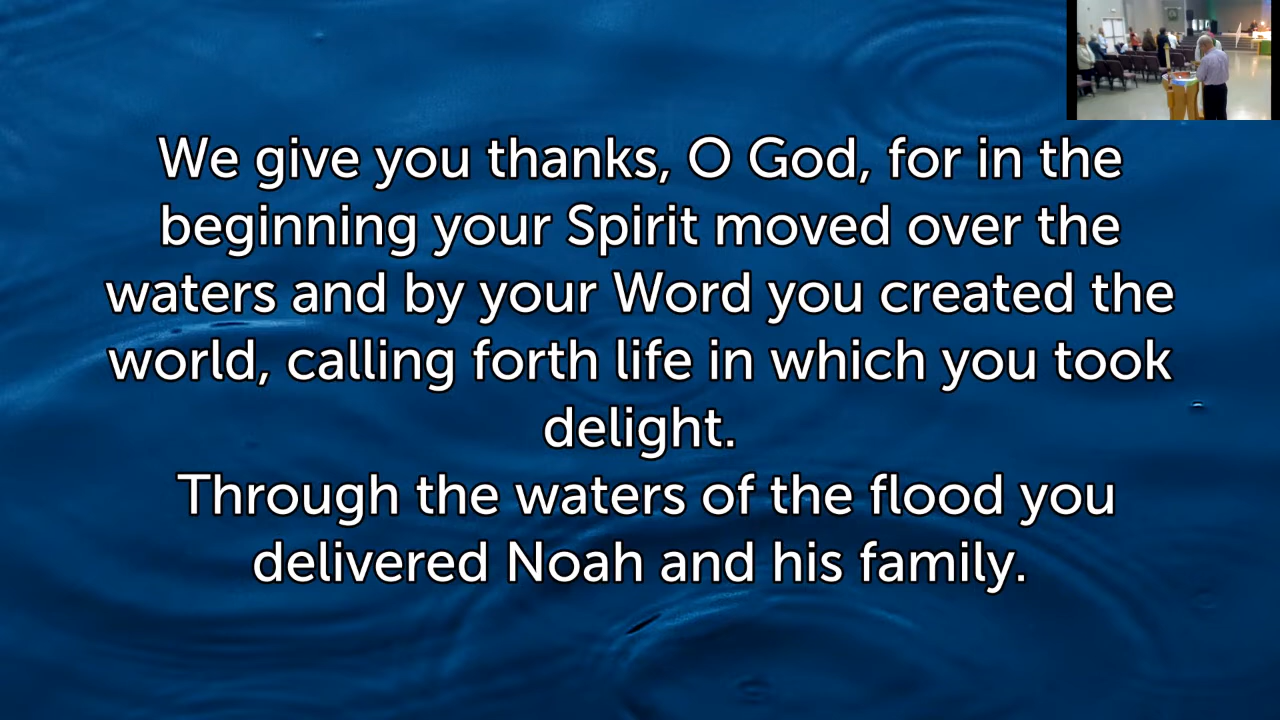 We give you thanks, O God, for in the
beginning your Spirit moved over the
waters and by your Word you created the
world, calling forth life in which you took
delight.
Through the waters of the flood you
delivered Noah and his family.